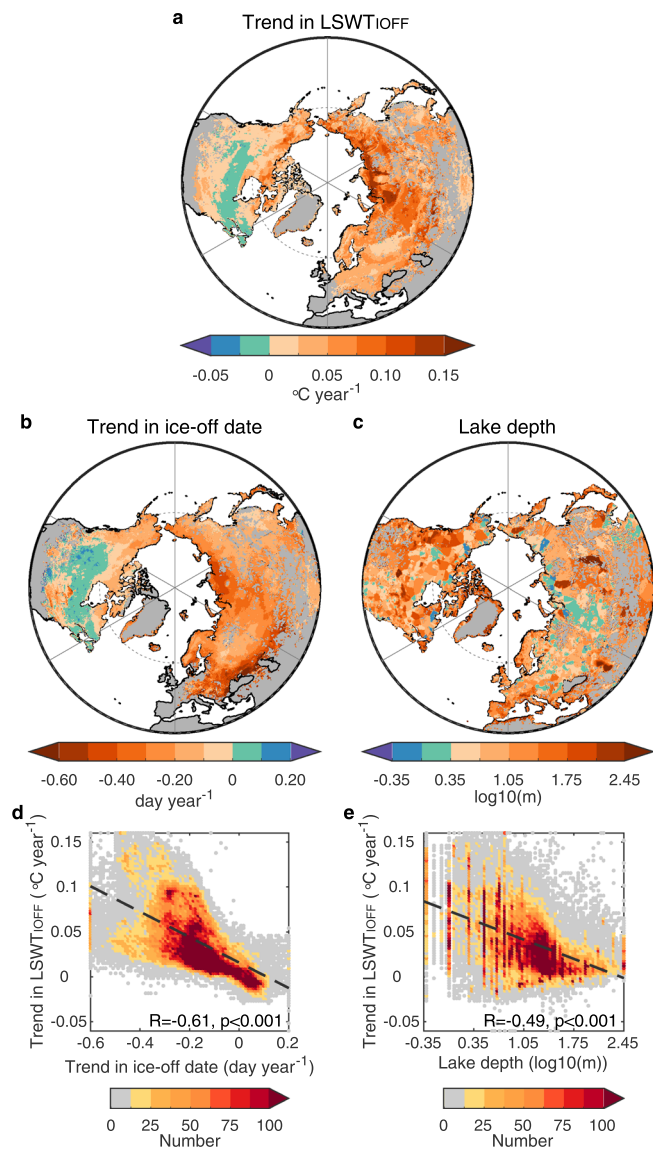 a
Trend in LSWTIOFF
-0.05 0 0.05 0.10 0.15
oC year-1
b Trend in ice-off date
c Lake depth
-0.60 -0.40 -0.20 0 0.20
day year-1
-0.35 0.35 1.05 1.75 2.45
log10(m)
d
Trend in LSWTIOFF ( oC year-1)
0.15
0.1
0.05
0
-0.05
R=-0.61, p<0.001
-0.6 -0.4 -0.2 0 0.2
Trend in ice-off date (day year-1)
0 25 50 75 100
Number
e
Trend in LSWTIOFF ( oC year-1)
0.15
0.1
0.05
0
-0.05
R=-0.49, p<0.001
-0.35 0.35 1.05 1.75 2.45
Lake depth (log10(m))
0 25 50 75 100
Number